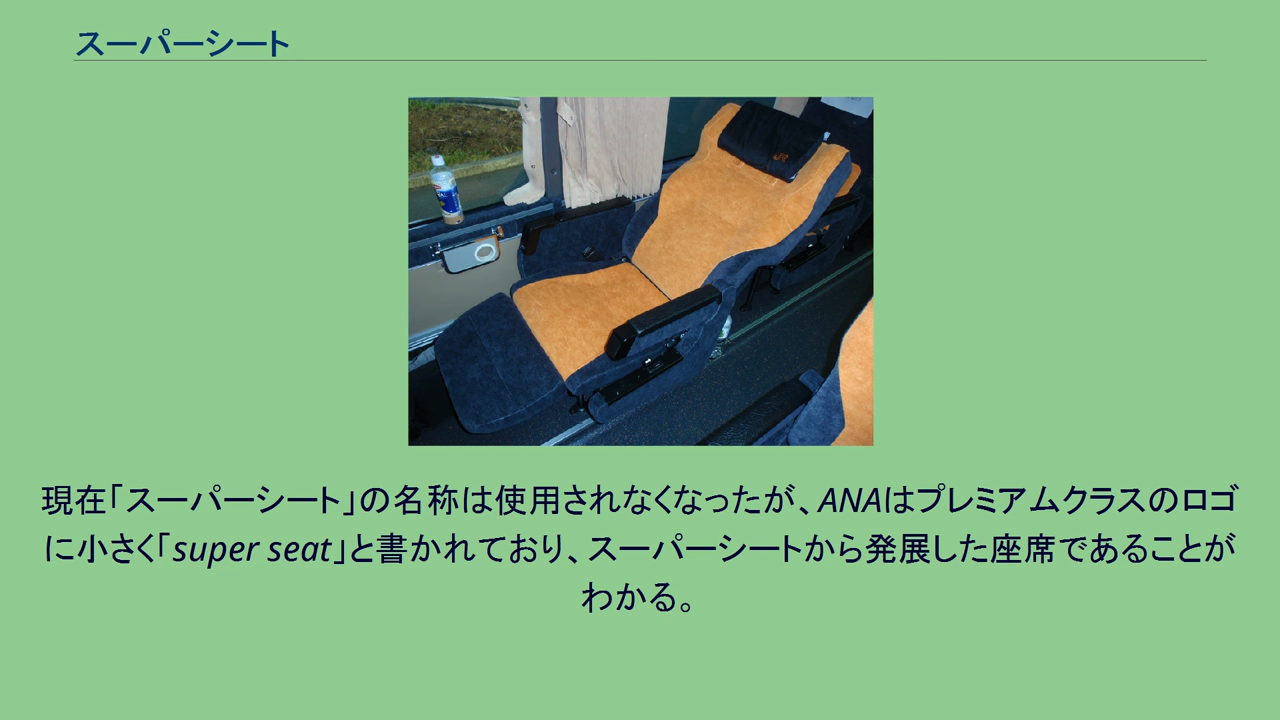 スーパーシート
JR
現在「スーパーシート」の名称は使用されなくなったが、ANAはプレミアムクラスのロゴ
に小さく「super seat」と書かれており、スーパーシートから発展した座席であることが
わかる。